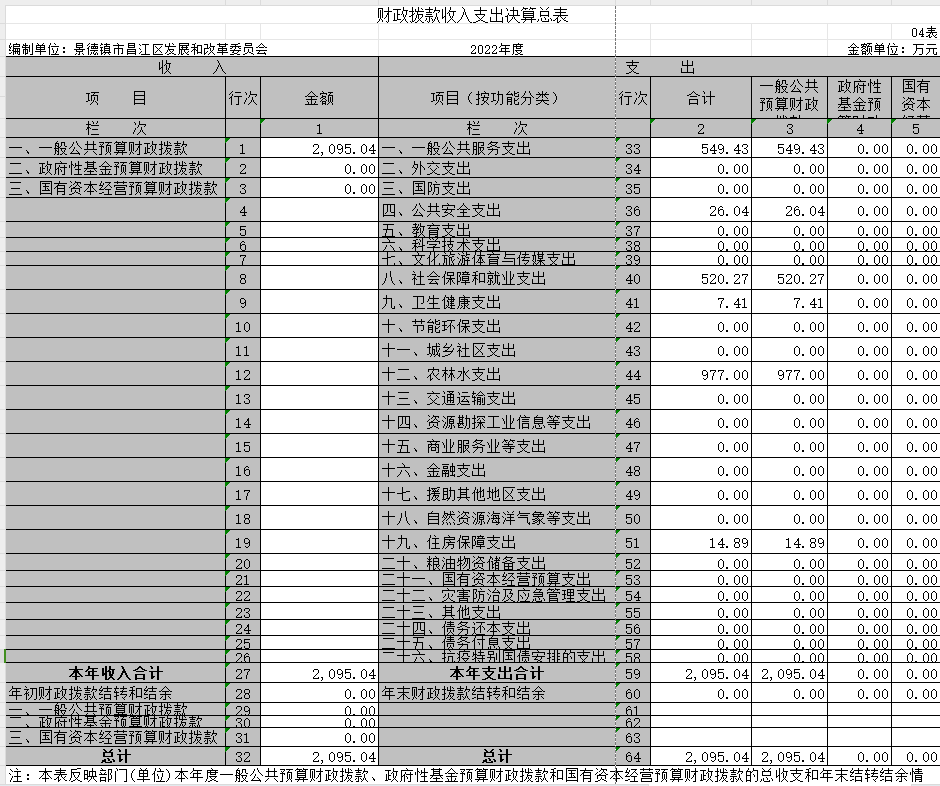 财政拨款收入支出决算总表
04表
编制单位：景德镇市昌江区发展和改革委员会 2022年度 金额单位：万元
收 入 支 出
项 目 行次 金额 项目（按功能分类） 行次 合计 一般公共预算财政 政府性基金预 国有资本
栏 次 1 栏 次 2 3 4 5
一、一般公共预算财政拨款 1 2,095.04 一、一般公共服务支出 33 549.43 549.43 0.00 0.00
二、政府性基金预算财政拨款 2 0.00 二、外交支出 34 0.00 0.00 0.00 0.00
三、国有资本经营预算财政拨款 3 0.00 三、国防支出 35 0.00 0.00 0.00 0.00
4 四、公共安全支出 36 26.04 26.04 0.00 0.00
5 五、教育支出 37 0.00 0.00 0.00 0.00
6 六、科学技术支出 38 0.00 0.00 0.00 0.00
7 七、文化旅游体育与传媒支出 39 0.00 0.00 0.00 0.00
8 八、社会保障和就业支出 40 520.27 520.27 0.00 0.00
9 九、卫生健康支出 41 7.41 7.41 0.00 0.00
10 十、节能环保支出 42 0.00 0.00 0.00 0.00
11 十一、城乡社区支出 43 0.00 0.00 0.00 0.00
12 十二、农林水支出 44 977.00 977.00 0.00 0.00
13 十三、交通运输支出 45 0.00 0.00 0.00 0.00
14 十四、资源勘探工业信息等支出 46 0.00 0.00 0.00 0.00
15 十五、商业服务业等支出 47 0.00 0.00 0.00 0.00
16 十六、金融支出 48 0.00 0.00 0.00 0.00
17 十七、援助其他地区支出 49 0.00 0.00 0.00 0.00
18 十八、自然资源海洋气象等支出 50 0.00 0.00 0.00 0.00
19 十九、住房保障支出 51 14.89 14.89 0.00 0.00
20 二十、粮油物资储备支出 52 0.00 0.00 0.00 0.00
21 二十一、国有资本经营预算支出 53 0.00 0.00 0.00 0.00
22 二十二、灾害防治及应急管理支出 54 0.00 0.00 0.00 0.00
23 二十三、其他支出 55 0.00 0.00 0.00 0.00
24 二十四、债务还本支出 56 0.00 0.00 0.00 0.00
25 二十五、债务付息支出 57 0.00 0.00 0.00 0.00
26 二十六、抗疫特别国债安排的支出 58 0.00 0.00 0.00 0.00
本年收入合计 27 2,095.04 本年支出合计 59 2,095.04 2,095.04 0.00 0.00
年初财政拨款结转和结余 28 0.00 年末财政拨款结转和结余 60 0.00 0.00 0.00 0.00
一、一般公共预算财政拨款 29 0.00 61
二、政府性基金预算财政拨款 30 0.00 62
三、国有资本经营预算财政拨款 31 0.00 63
总计 32 2,095.04 总计 64 2,095.04 2,095.04 0.00 0.00
注：本表反映部门(单位)本年度一般公共预算财政拨款、政府性基金预算财政拨款和国有资本经营预算财政拨款的总收支和年末结转结余情